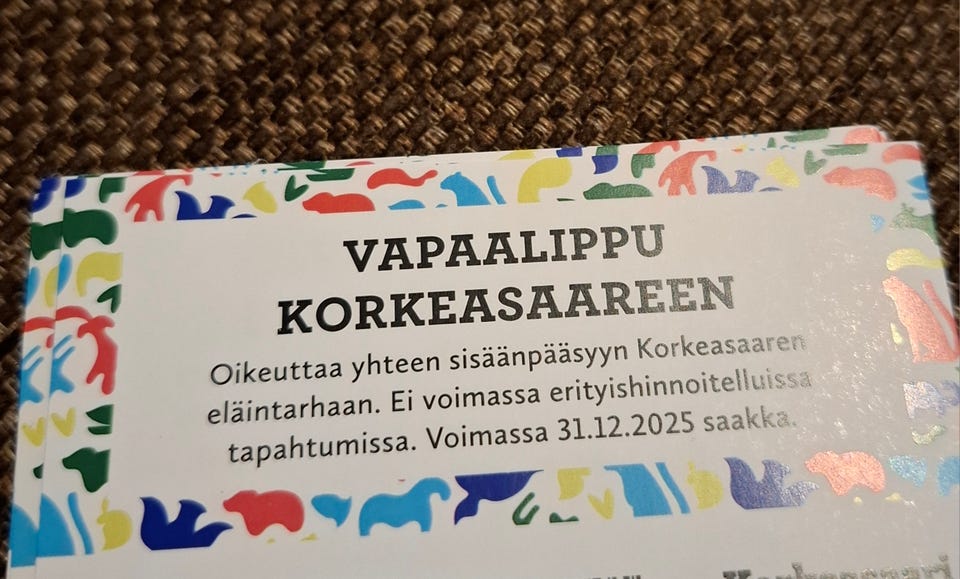 VAPAALIPPU
KORKEASAAREEN
Oikeuttaa yhteen sisäänpääsyyn Korkeasaaren
eläintarhaan. Ei voimassa erityishinnoitelluissa
tapahtumissa. Voimassa 31.12.2025 saakka.